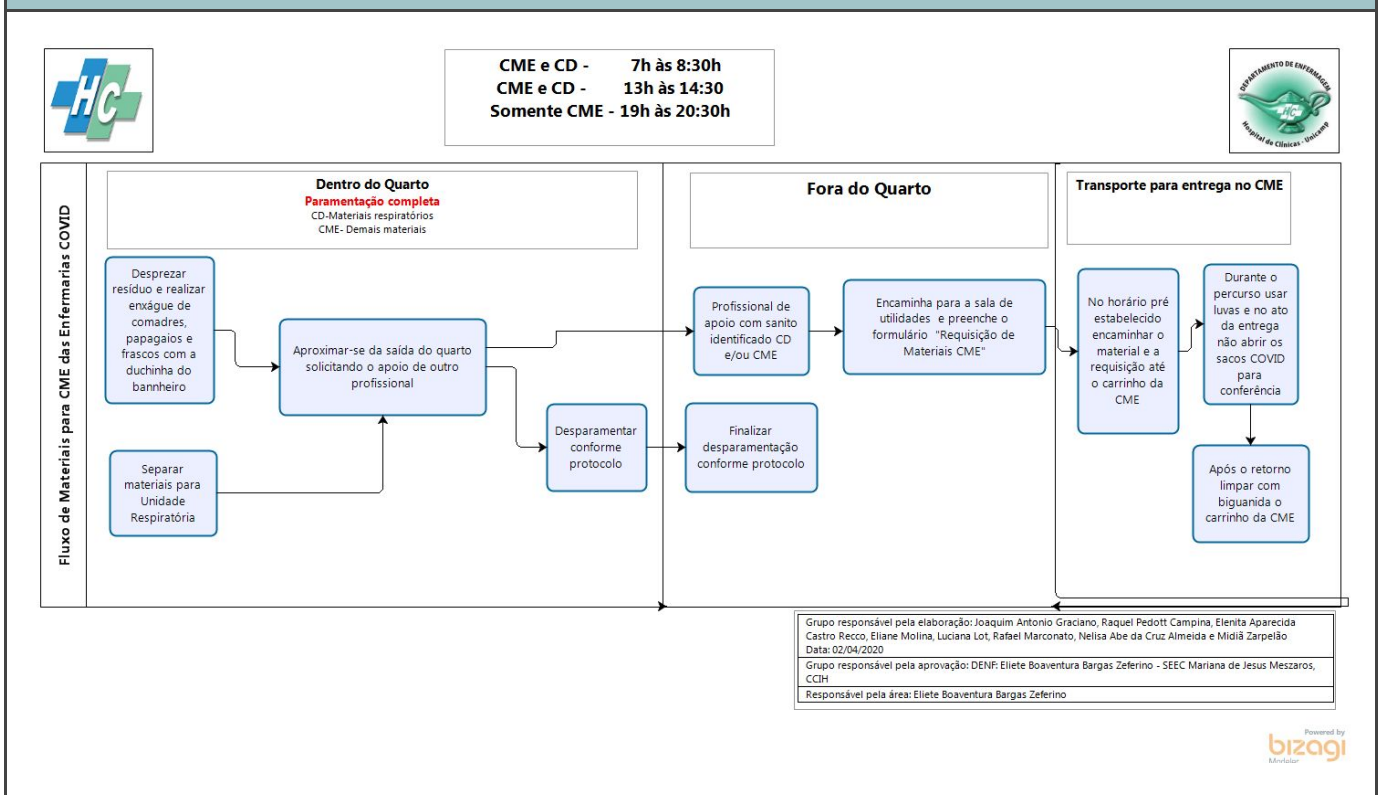 HC
CME e CD - 7h às 8:30h
CME e CD - 13h às 14:30
Somente CME - 19h às 20:30h
DEPARTAMENTO DE ENFERMAGEM
HC
Hospital de Clínicas - Unicamp
Fluxo de Materiais para CME das Enfermarias COVID
Dentro do Quarto
Paramentação completa
CD-Materiais respiratórios
CME- Demais materiais
Desprezar
resíduo e realizar
enxágue de
comadres,
papagaios e
frascos com a
duchinha do
bannheiro
Separar
materiais para
Unidade
Respiratória
Aproximar-se da saída do quarto
solicitando o apoio de outro
profissional
Desparamentar
conforme
protocolo
Fora do Quarto
Profissional de
apoio com sanito
identificado CD
e/ou CME
Encaminha para a sala de
utilidades e preenche o
formulário "Requisição de
Materiais CME"
Finalizar
desparamentação
conforme protocolo
Transporte para entrega no CME
No horário pré
estabelecido
encaminhar o
material e a
requisição até
o carrinho da
CME
Durante o
percurso usar
luvas e no ato
da entrega
não abrir os
sacos COVID
para
conferência
Após o retorno
limpar com
biguanida o
carrinho da CME
Grupo responsável pela elaboração: Joaquim Antonio Graciano, Raquel Pedott Campina, Elenita Aparecida
Castro Recco, Eliane Molina, Luciana Lot, Rafael Marconato, Nelisa Abe da Cruz Almeida e Midiã Zarpelão
Data: 02/04/2020
Grupo responsável pela aprovação: DENF: Eliete Boaventura Bargas Zeferino - SEEC Mariana de Jesus Meszaros,
CCIH
Responsável pela área: Eliete Boaventura Bargas Zeferino
Powered by
bizagi
Modeler